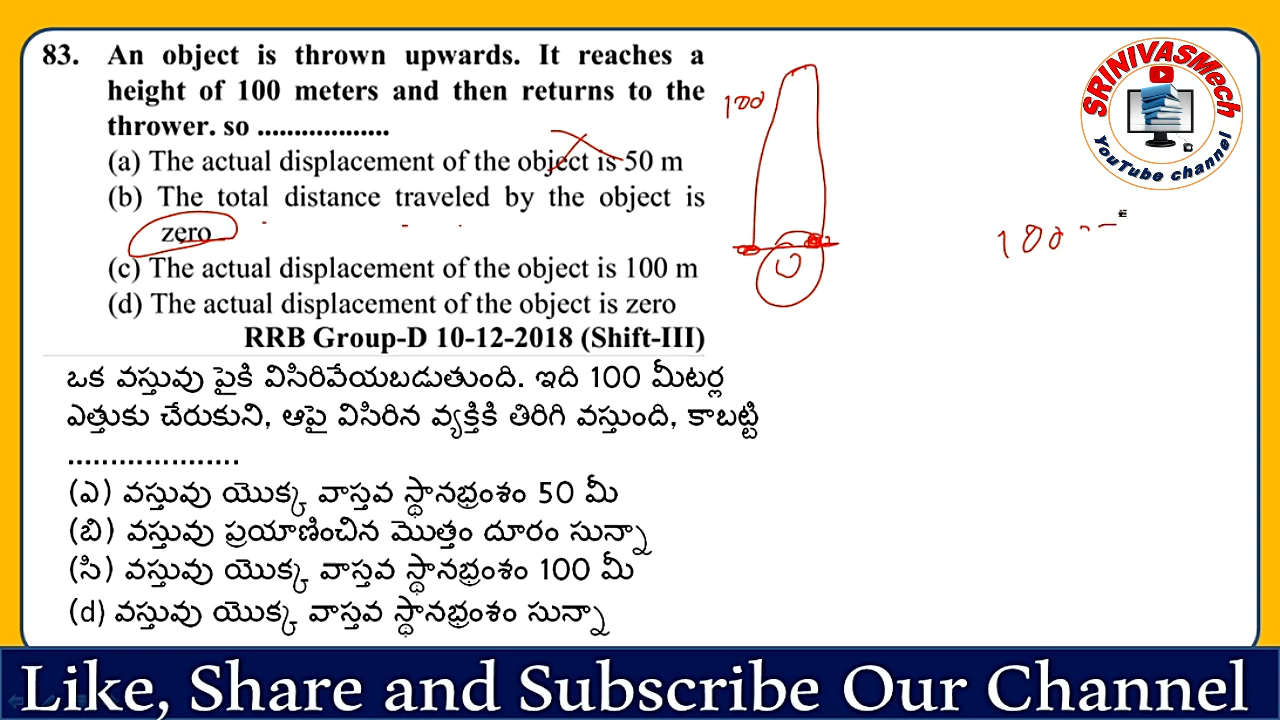 83. An object is thrown upwards. It reaches a
height of 100 meters and then returns to the
thrower. so ...................
(a) The actual displacement of the object is 50 m
(b) The total distance traveled by the object is
zero
(c) The actual displacement of the object is 100 m
(d) The actual displacement of the object is zero
RRB Group-D 10-12-2018 (Shift-III)
ఒక వస్తువు పైకి విసిరివేయబడుతుంది. ఇది 100 మీటర్ల
ఎత్తుకు చేరుకుని, ఆపై విసిరిన వ్యక్తికి తిరిగి వస్తుంది, కాబట్టి
....................
(ఎ) వస్తువు యొక్క వాస్తవ స్థానభ్రంశం 50 మీ
(బి) వస్తువు ప్రయాణించిన మొత్తం దూరం సున్నా
(సి) వస్తువు యొక్క వాస్తవ స్థానభ్రంశం 100 మీ
(d) వస్తువు యొక్క వాస్తవ స్థానభ్రంశం సున్నా
100
100
SRINIVASMech
YouTube channel
Like, Share and Subscribe Our Channel